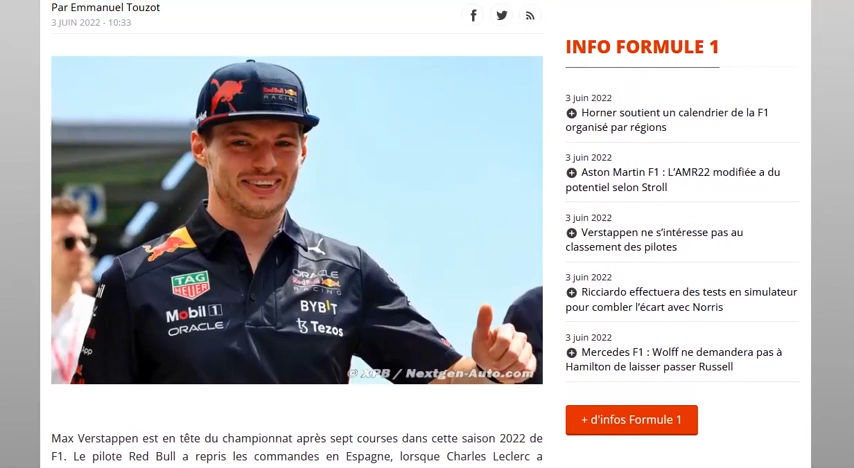 Par Emmanuel Touzot
3 JUIN 2022 - 10:33
Red Bull
RACING
TAG
HEUER
Mobil 1
ORACLE
ORACLE
Red Bull
RACING
BYBIT
Tezos
© XPB / Nextgen-Auto.com
Max Verstappen est en tête du championnat après sept courses dans cette saison 2022 de
F1. Le pilote Red Bull a repris les commandes en Espagne, lorsque Charles Leclerc a
INFO FORMULE 1
3 juin 2022
Horner soutient un calendrier de la F1
organisé par régions
3 juin 2022
Aston Martin F1 : L’AMR22 modifiée a du
potentiel selon Stroll
3 juin 2022
Verstappen ne s’intéresse pas au
classement des pilotes
3 juin 2022
Ricciardo effectuera des tests en simulateur
pour combler l’écart avec Norris
3 juin 2022
Mercedes F1 : Wolff ne demandera pas à
Hamilton de laisser passer Russell
+ d'infos Formule 1